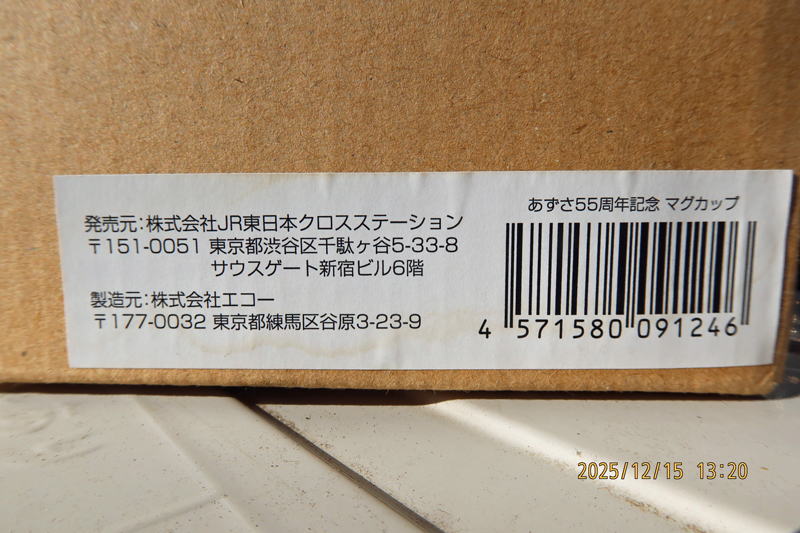 発売元：株式会社JR東日本クロスステーション
〒151-0051 東京都渋谷区千駄ヶ谷5-33-8
サウスゲート新宿ビル6階
製造元：株式会社エコー
〒177-0032 東京都練馬区谷原3-23-9
あずさ55周年記念 マグカップ
4 571580 091246
2025/12/15 13:20